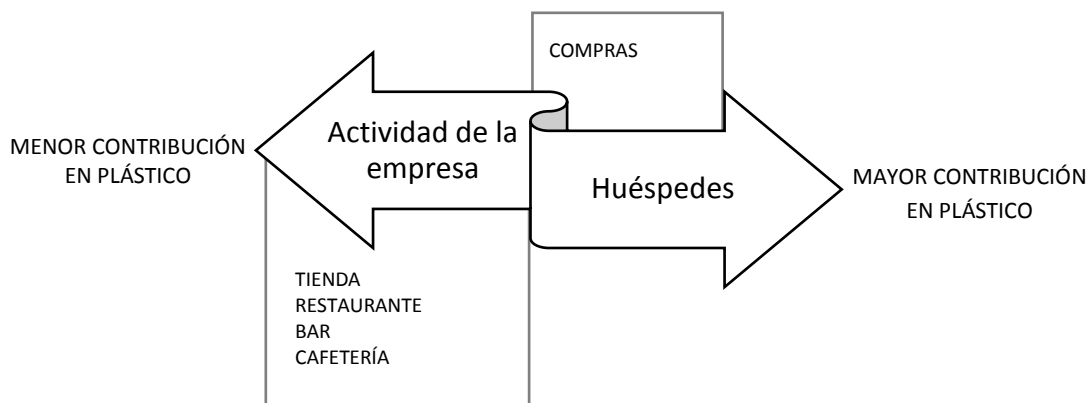 COMPRAS
Actividad de la
empresa
MENOR CONTRIBUCIÓN
EN PLÁSTICO
Huéspedes
MAYOR CONTRIBUCIÓN
EN PLÁSTICO
TIENDA
RESTAURANTE
BAR
CAFETERÍA